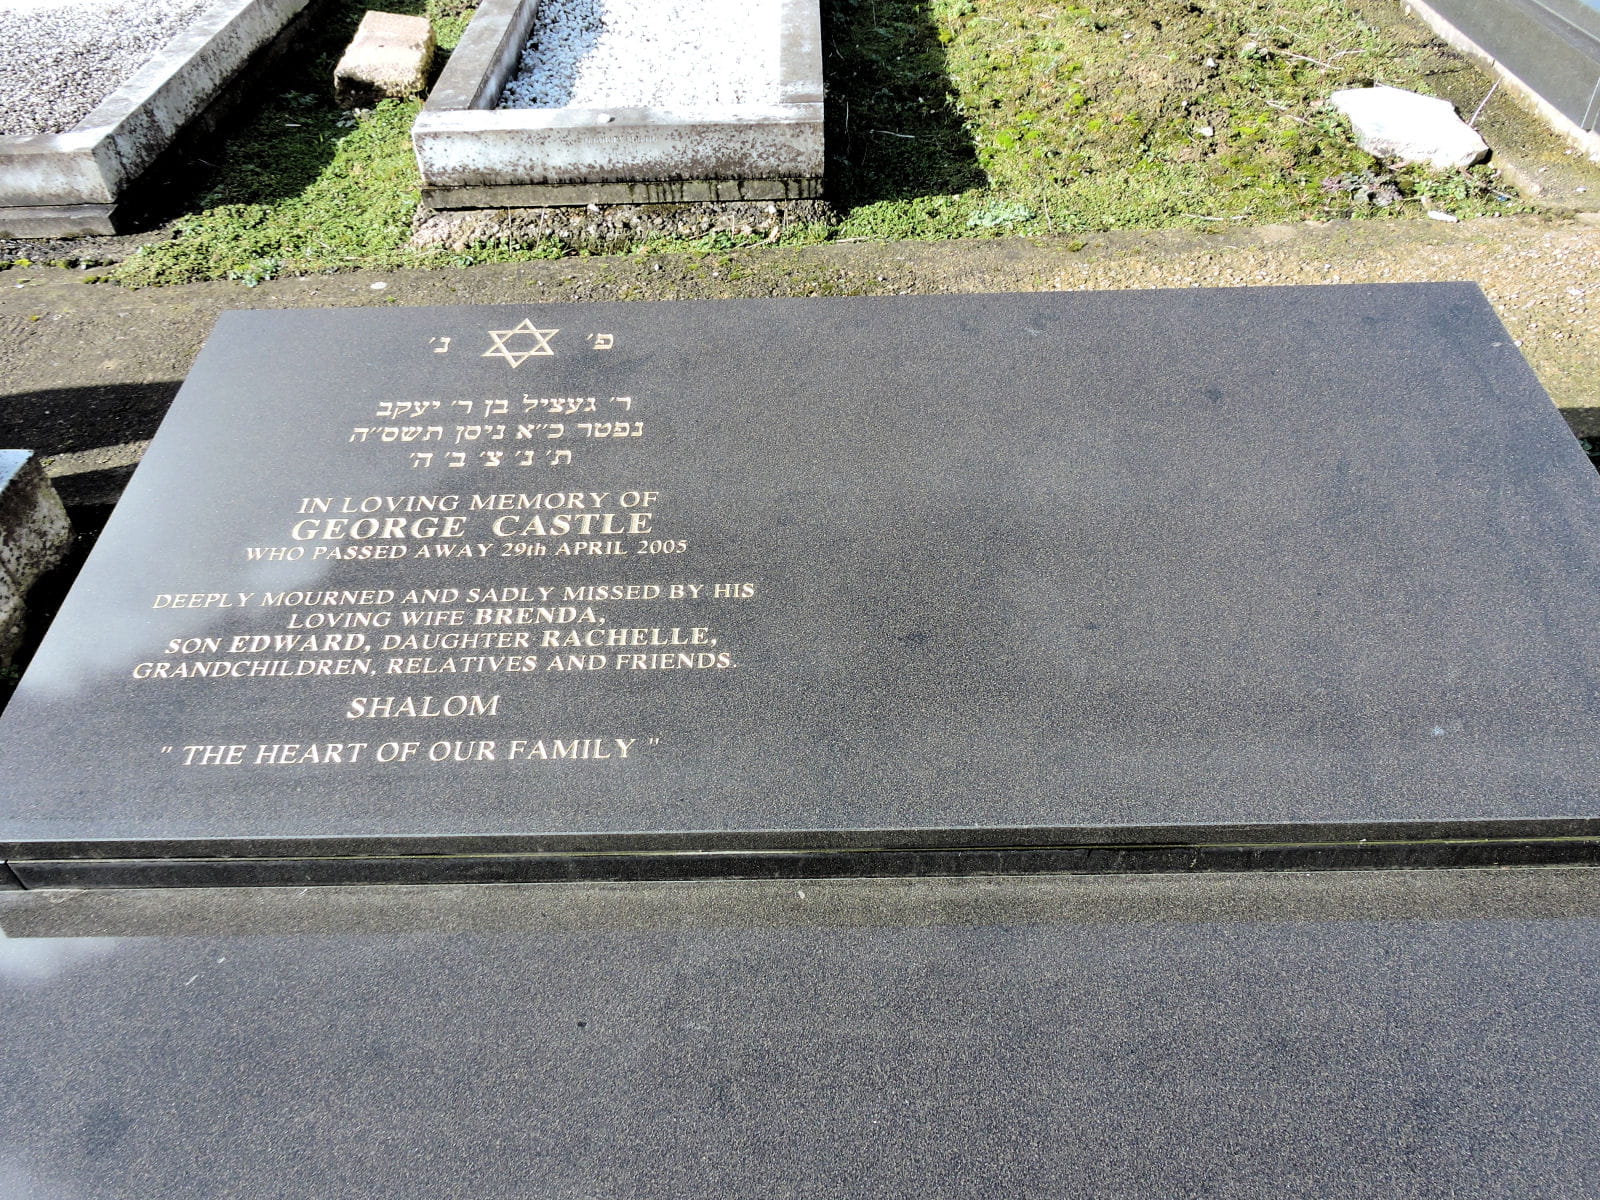 פ׳ נ׳
ר׳ געציל בן ר׳ יעקב
נפטר כ״א ניסן תשס״ה
ת׳ נ׳ צ׳ ב׳ ה׳
IN LOVING MEMORY OF
GEORGE CASTLE
WHO PASSED AWAY 29th APRIL 2005
DEEPLY MOURNED AND SADLY MISSED BY HIS
LOVING WIFE BRENDA,
SON EDWARD, DAUGHTER RACHELLE,
GRANDCHILDREN, RELATIVES AND FRIENDS.
SHALOM
" THE HEART OF OUR FAMILY "